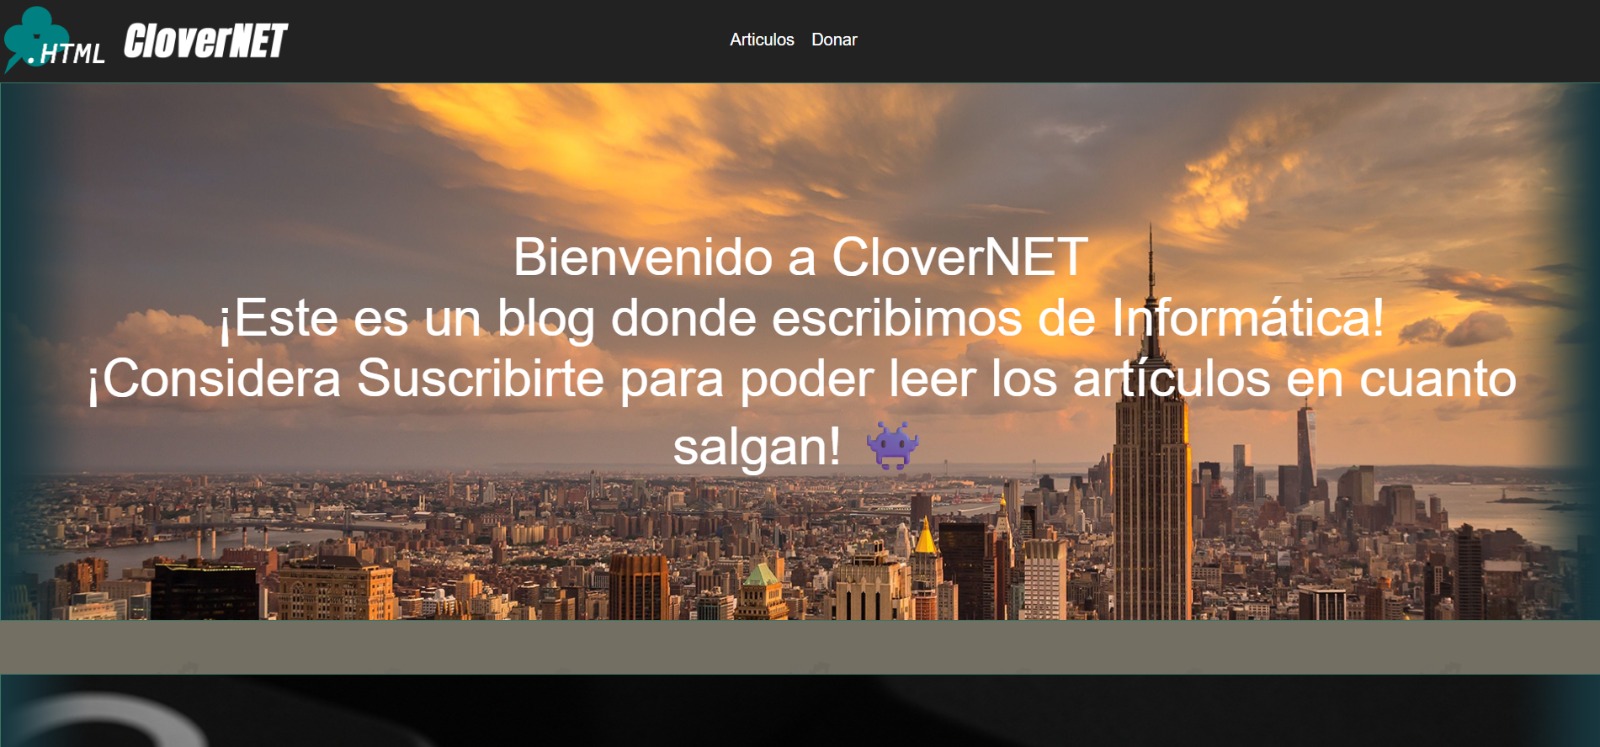 .HTML CloverNET
Articulos Donar
Bienvenido a CloverNET
¡Este es un blog donde escribimos de Informática!
¡Considera Suscribirte para poder leer los artículos en cuanto
salgan! 👾